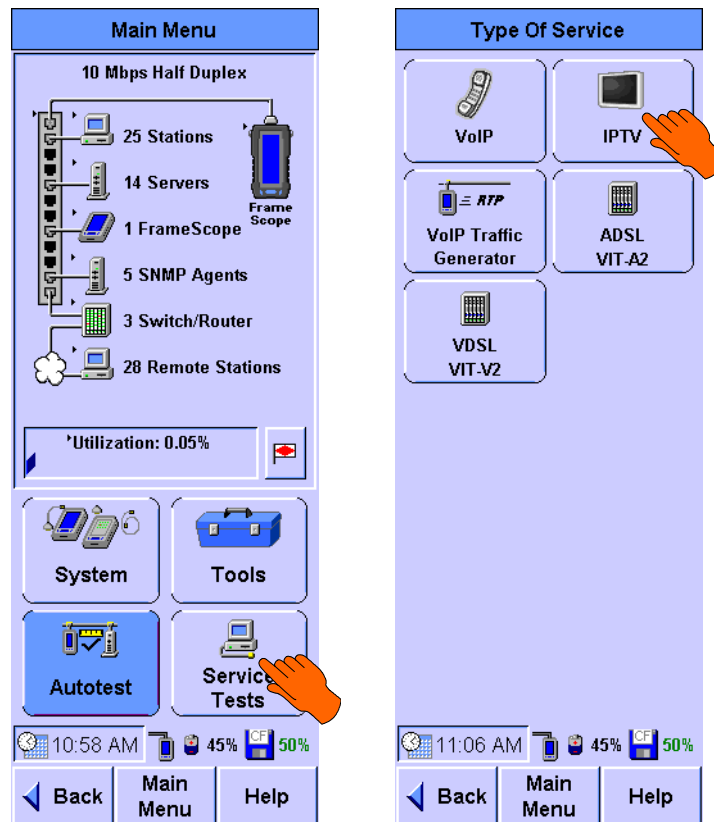 Main Menu
10 Mbps Half Duplex
25 Stations
14 Servers
Frame
Scope
1 FrameScope
5 SNMP Agents
3 Switch/Router
28 Remote Stations
Utilization: 0.05%
System
Tools
Autotest
Service
Tests
10:58 AM
45%
CF
50%
Back
Main
Menu
Help
Type Of Service
VoIP
IPTV
RTP
VoIP Traffic
Generator
ADSL
VIT-A2
VDSL
VIT-V2
11:06 AM
45%
CF
50%
Back
Main
Menu
Help